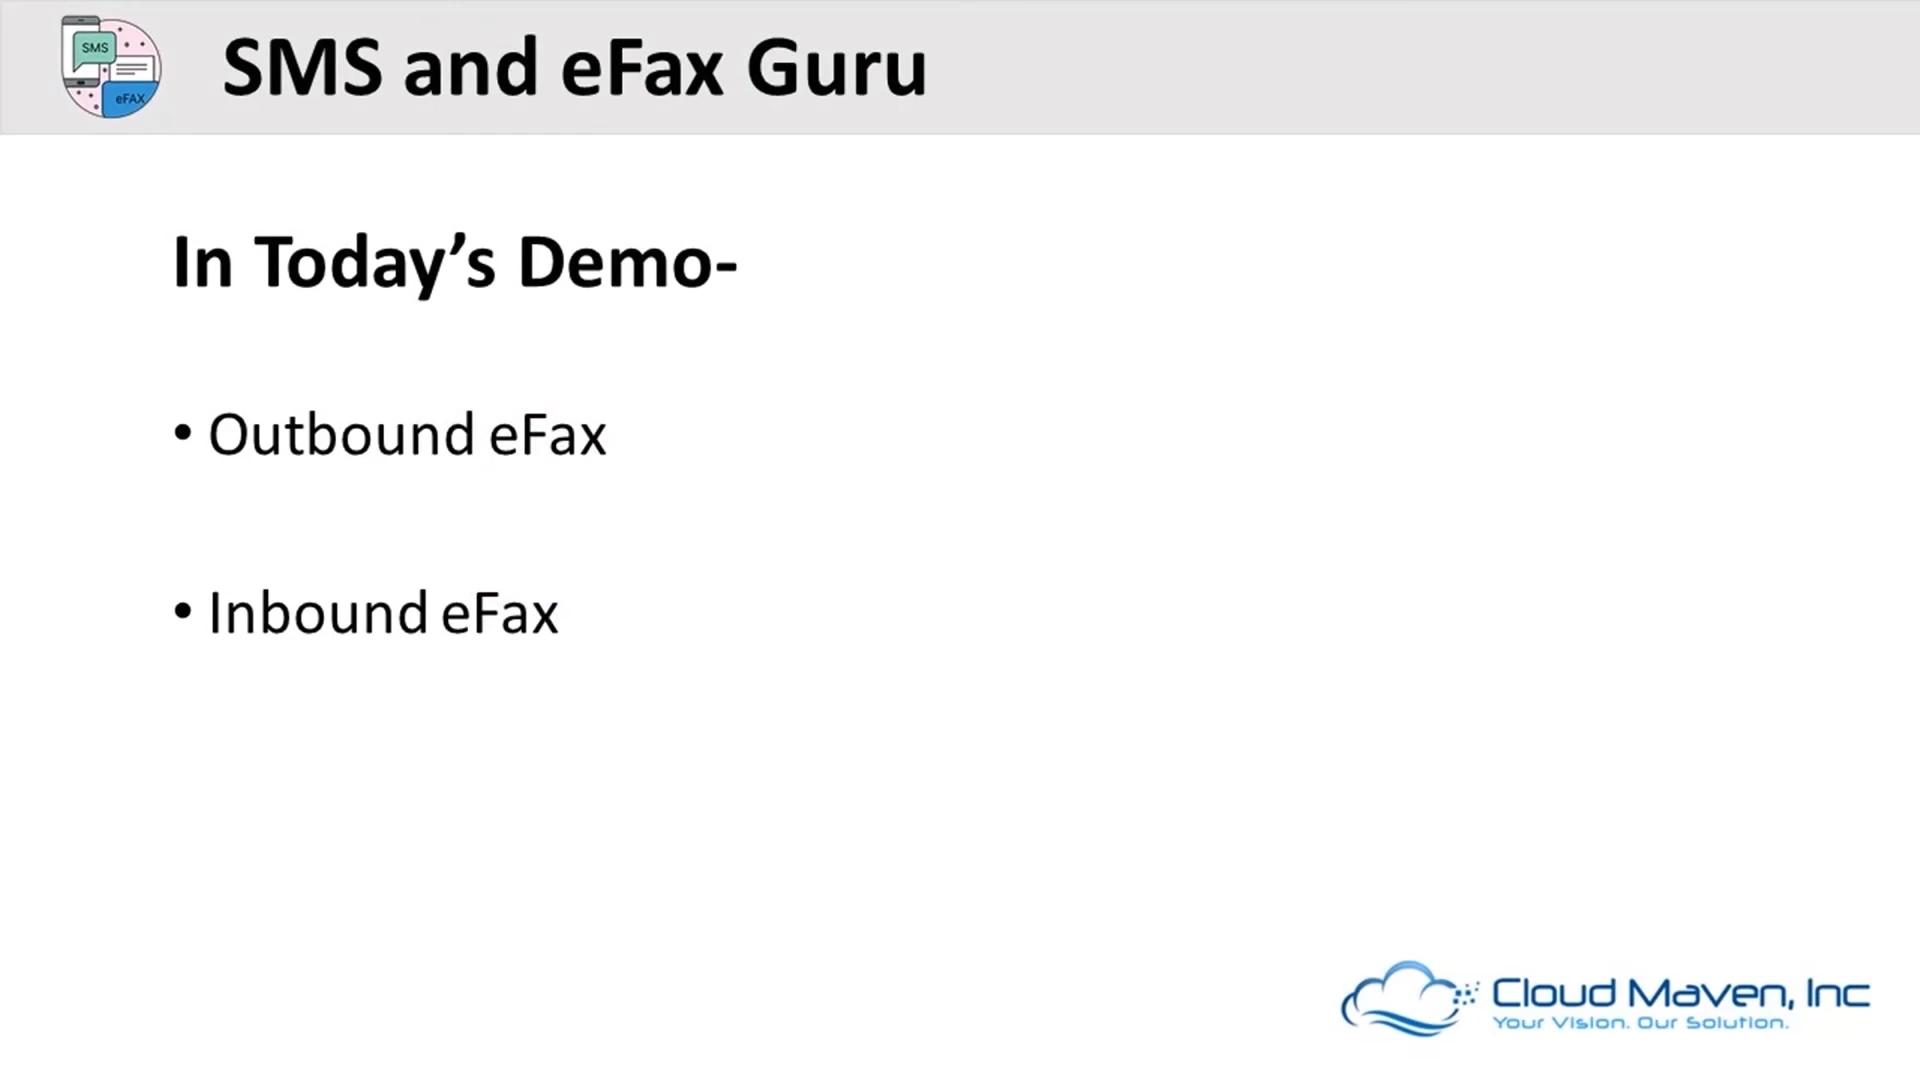 SMS
eFAX
SMS and eFax Guru
In Today’s Demo-
• Outbound eFax
• Inbound eFax
Cloud Maven, Inc
Your Vision. Our Solution.